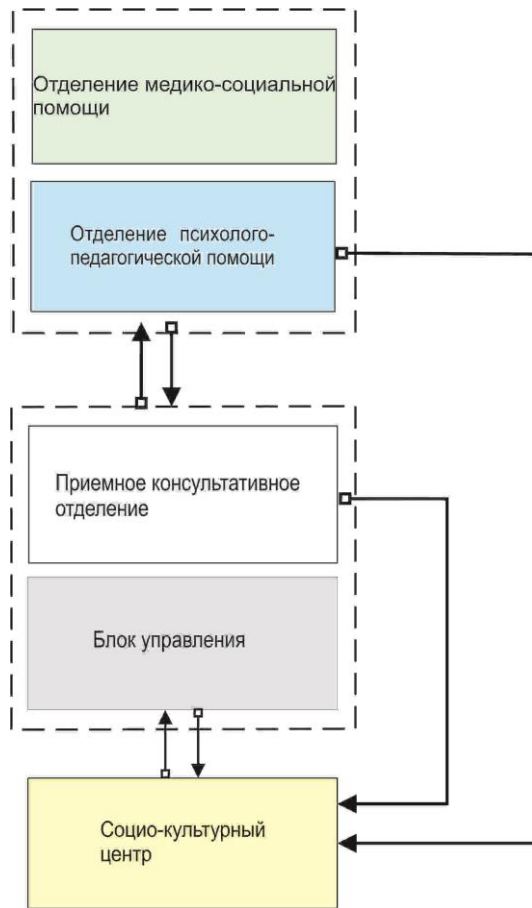 Отделение медико-социальной
помощи
Отделение психолого-
педагогической помощи
Приемное консультативное
отделение
Блок управления
Социо-культурный
центр